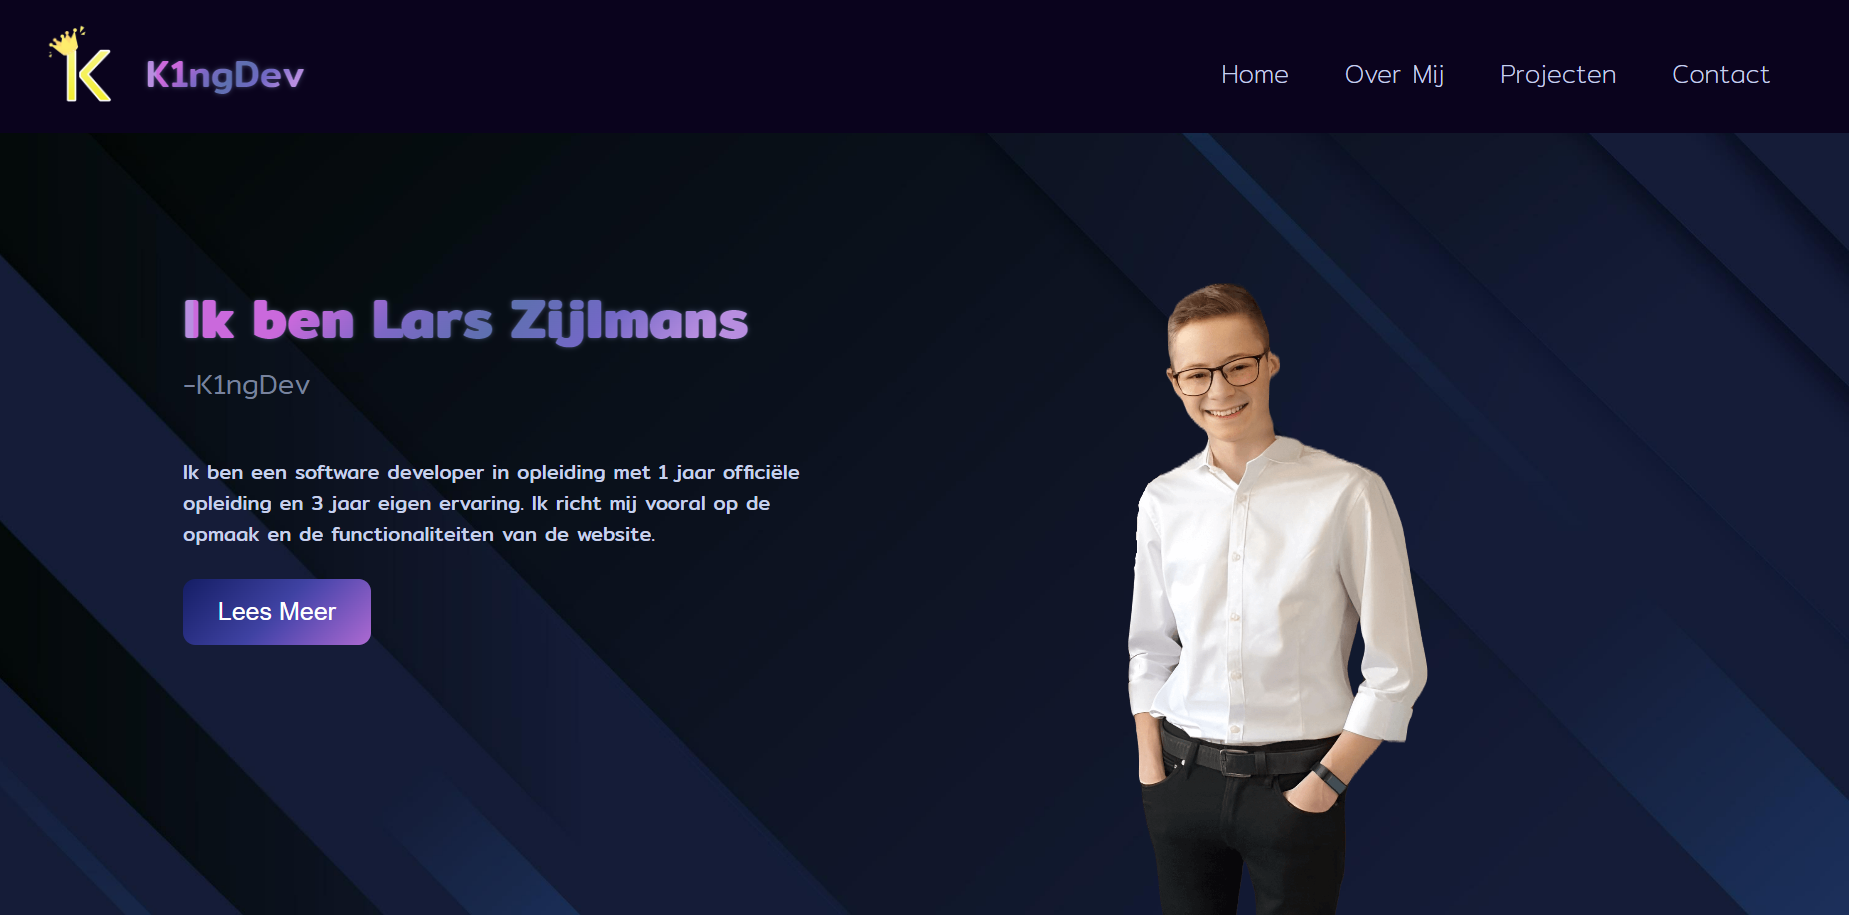 K
K1ngDev
Home
Over Mij
Projecten
Contact
Ik ben Lars Zijlmans
-K1ngDev
Ik ben een software developer in opleiding met 1 jaar officiële
opleiding en 3 jaar eigen ervaring. Ik richt mij vooral op de
opmaak en de functionaliteiten van de website.
Lees Meer